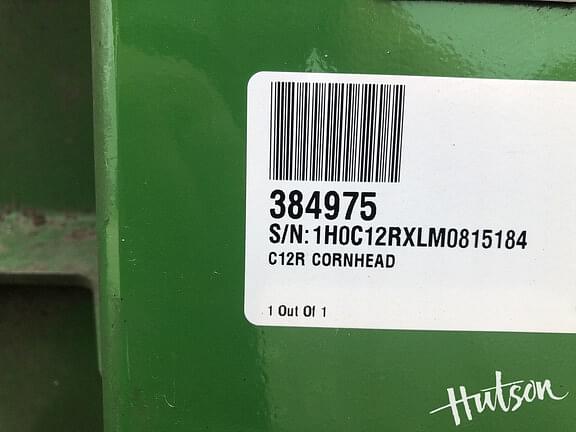 384975
S/N: 1H0C12RXLM0815184
C12R CORNHEAD
1 Out Of 1
Hutson